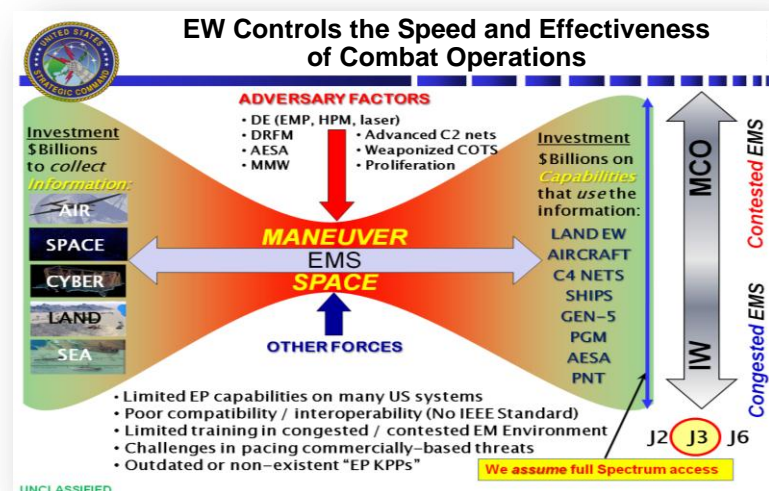 EW Controls the Speed and Effectiveness
of Combat Operations
UNITED STATES
STRATEGIC COMMAND
ADVERSARY FACTORS
• DE (EMP, HPM, laser)
• DRFM
• AESA
• MMW
• Advanced C2 nets
• Weaponized COTS
• Proliferation
Investment
$Billions
to collect
Information:
AIR
SPACE
CYBER
LAND
SEA
MANEUVER
EMS
SPACE
OTHER FORCES
Investment
$Billions on
Capabilities
that use the
information:
LAND EW
AIRCRAFT
C4 NETS
SHIPS
GEN-5
PGM
AESA
PNT
MCO
IW
Contested EMS
Congested EMS
• Limited EP capabilities on many US systems
• Poor compatibility / interoperability (No IEEE Standard)
• Limited training in congested / contested EM Environment
• Challenges in pacing commercially-based threats
• Outdated or non-existent “EP KPPs”
J2 J3 J6
We assume full Spectrum access
UNCLASSIFIED